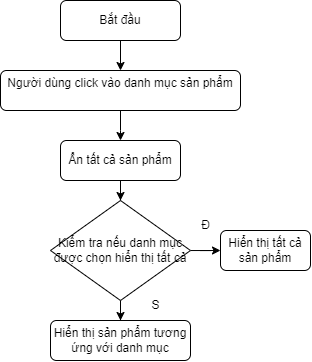 Bắt đầu
Người dùng click vào danh mục sản phẩm
Ẩn tất cả sản phẩm
Kiểm tra nếu danh mục
được chọn hiển thị tất cả
Đ
Hiển thị tất cả
sản phẩm
S
Hiển thị sản phẩm tương
ứng với danh mục